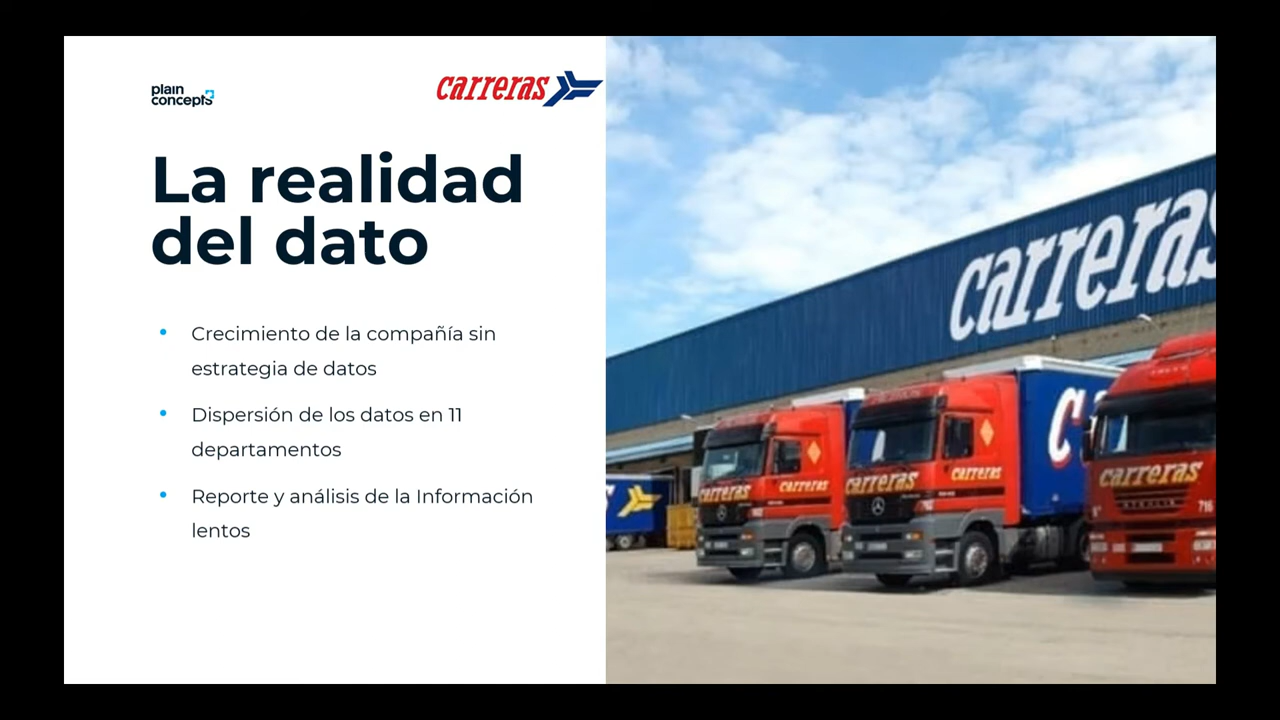 plain
concepts
carreras
La realidad
del dato
Crecimiento de la compañía sin
estrategia de datos
Dispersión de los datos en 11
departamentos
Reporte y análisis de la Información
lentos
carreras
carreras
carreras
carreras
carreras
carreras